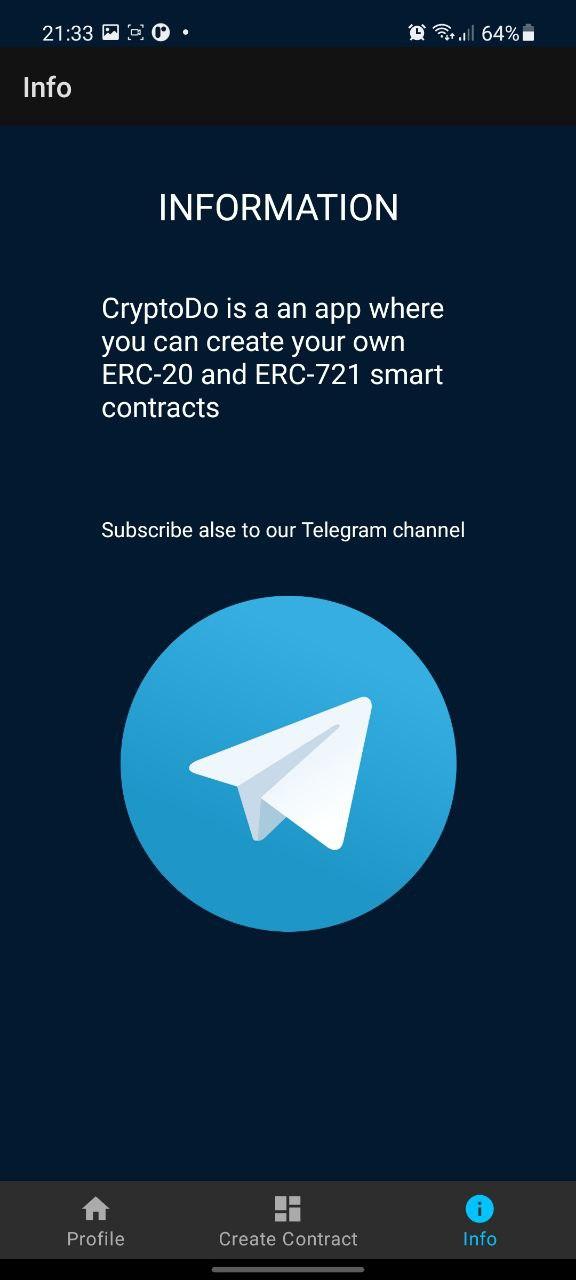 21:33
64%
Info
INFORMATION
CryptoDo is a an app where
you can create your own
ERC-20 and ERC-721 smart
contracts
Subscribe alse to our Telegram channel
Profile
Create Contract
Info